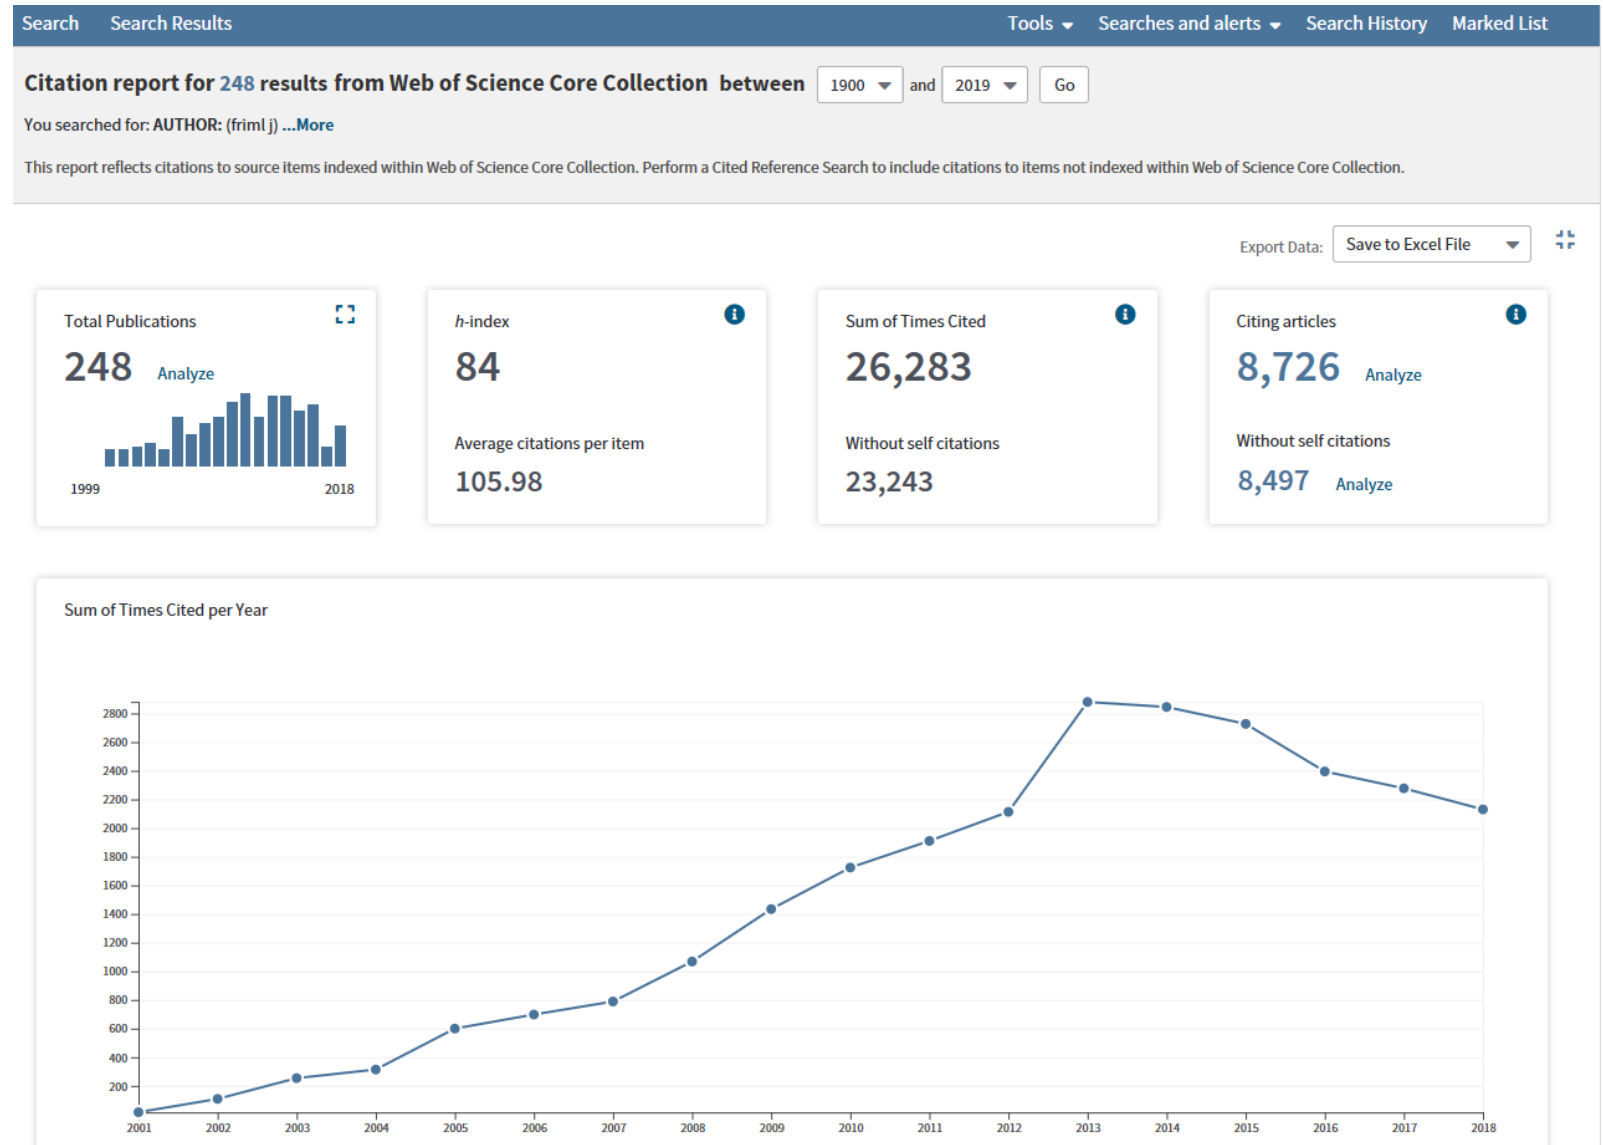 Search Search Results Tools Searches and alerts Search History Marked List
Citation report for 248 results from Web of Science Core Collection between 1900 and 2019 Go
You searched for: AUTHOR: (friml j) ...More
This report reflects citations to source items indexed within Web of Science Core Collection. Perform a Cited Reference Search to include citations to items not indexed within Web of Science Core Collection.
Export Data: Save to Excel File
Total Publications
248 Analyze
1999 2018
h-index
84
Average citations per item
105.98
Sum of Times Cited
26,283
Without self citations
23,243
Citing articles
8,726 Analyze
Without self citations
8,497 Analyze
Sum of Times Cited per Year
2800
2600
2400
2200
2000
1800
1600
1400
1200
1000
800
600
400
200
2001 2002 2003 2004 2005 2006 2007 2008 2009 2010 2011 2012 2013 2014 2015 2016 2017 2018